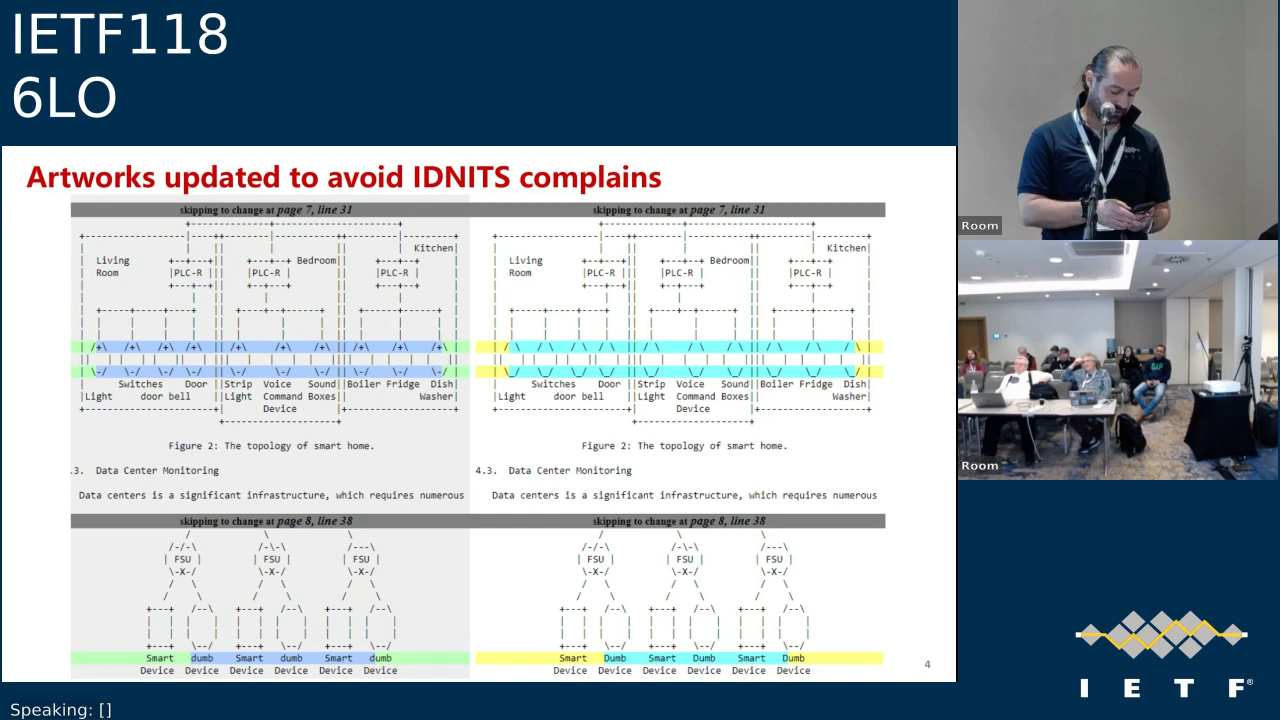 IETF118
6LO
Artworks updated to avoid IDNITS complains
skipping to change at page 7, line 31
skipping to change at page 7, line 31
Kitchen
Kitchen
Living Bedroom
Living Bedroom
Room PLC-R PLC-R PLC-R
Room PLC-R PLC-R PLC-R
Switches Door Strip Voice Sound Boiler Fridge Dish
Switches Door Strip Voice Sound Boiler Fridge Dish
Light door bell Light Command Boxes Washer
Light door bell Light Command Boxes Washer
Device
Device
Figure 2: The topology of smart home.
Figure 2: The topology of smart home.
.3. Data Center Monitoring
4.3. Data Center Monitoring
Data centers is a significant infrastructure, which requires numerous
Data centers is a significant infrastructure, which requires numerous
skipping to change at page 8, line 38
skipping to change at page 8, line 38
FSU FSU FSU
FSU FSU FSU
Smart dumb Smart dumb Smart dumb
Smart Dumb Smart Dumb Smart Dumb
Device Device Device Device Device Device
Device Device Device Device Device Device
4
Room
Room
I E T F®
Speaking: []